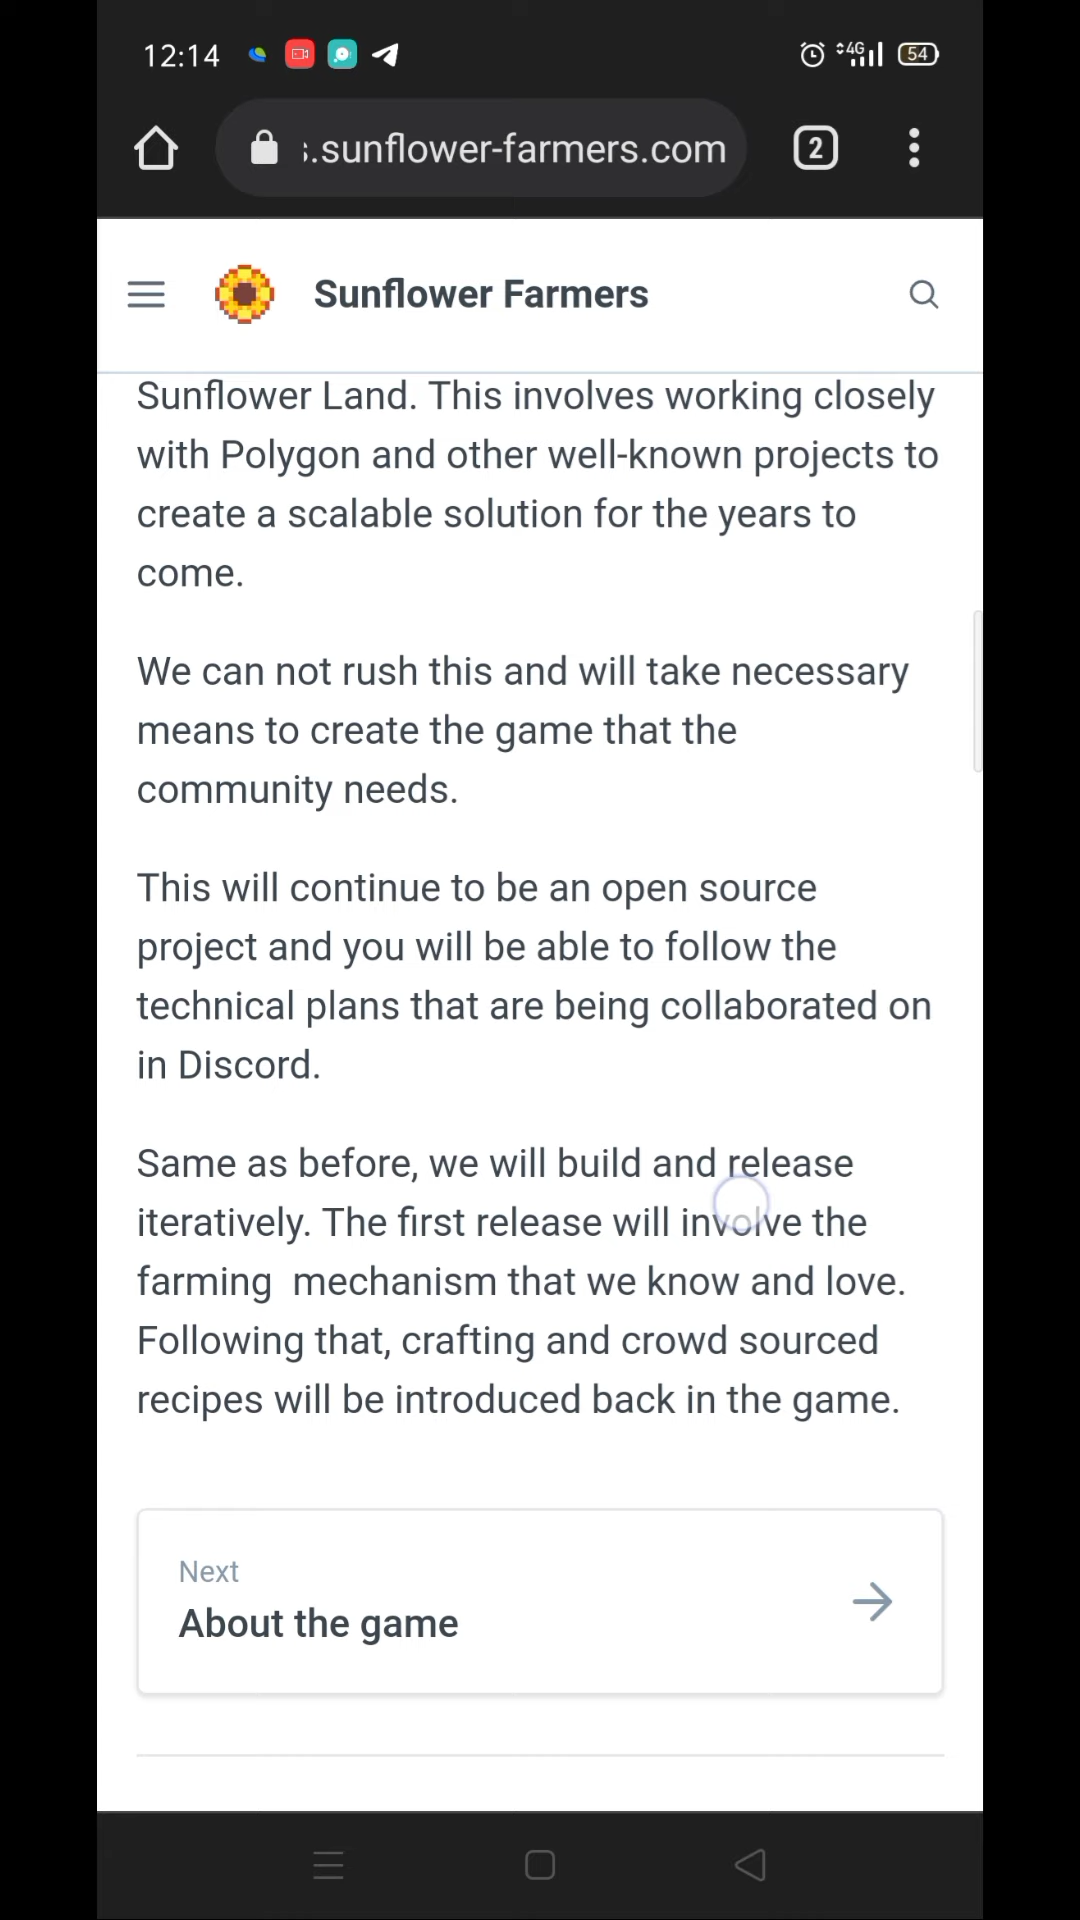 12:14
4G
54
.sunflower-farmers.com
2
Sunflower Farmers
Sunflower Land. This involves working closely
with Polygon and other well-known projects to
create a scalable solution for the years to
come.
We can not rush this and will take necessary
means to create the game that the
community needs.
This will continue to be an open source
project and you will be able to follow the
technical plans that are being collaborated on
in Discord.
Same as before, we will build and release
iteratively. The first release will involve the
farming  mechanism that we know and love.
Following that, crafting and crowd sourced
recipes will be introduced back in the game.
Next
About the game